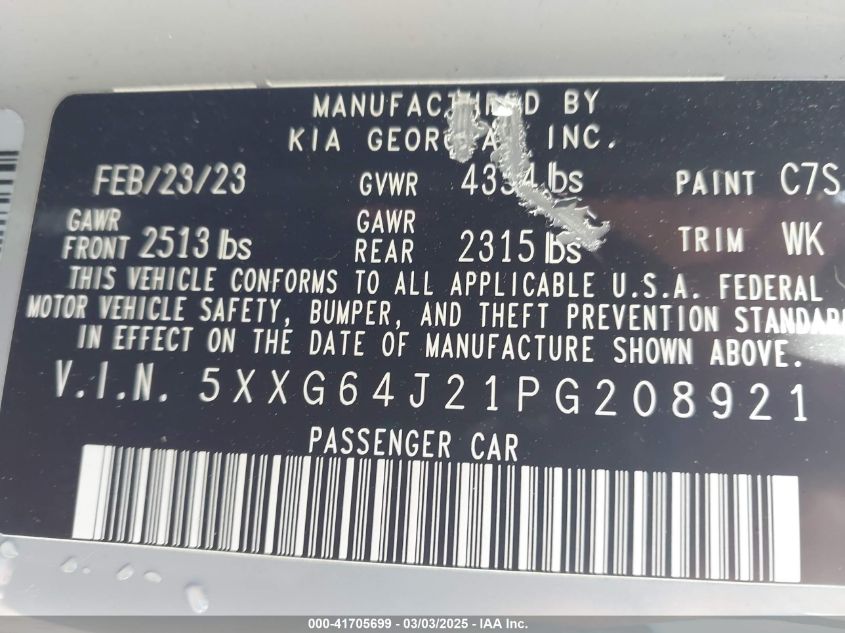 MANUFACTURED BY
KIA GEORGIA, INC.
FEB/23/23 GVWR 4394 lbs PAINT C7S
GAWR FRONT 2513 lbs GAWR REAR 2315 lbs TRIM WK
THIS VEHICLE CONFORMS TO ALL APPLICABLE U.S.A. FEDERAL
MOTOR VEHICLE SAFETY, BUMPER, AND THEFT PREVENTION STANDARD
IN EFFECT ON THE DATE OF MANUFACTURE SHOWN ABOVE.
V.I.N. 5XXG64J21PG208921
PASSENGER CAR
000-41705699 - 03/03/2025 - IAA Inc.